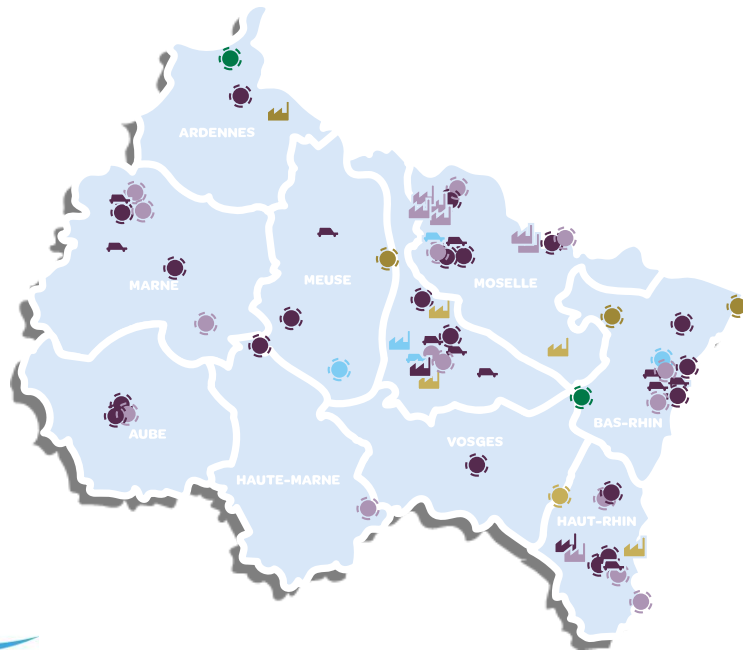 ARDENNES
MARNE
MEUSE
MOSELLE
AUBE
HAUTE-MARNE
VOSGES
BAS-RHIN
HAUT-RHIN